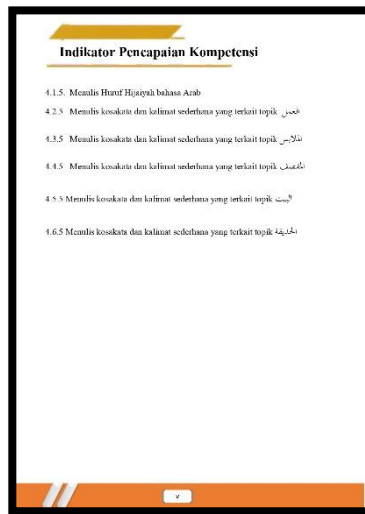 Indikator Pencapaian Kompetensi
4.1.5. Menulis Huruf Hijaiyah bahasa Arab
4.2.5 Menulis kosakata dan kalimat sederhana yang terkait topik العمل
4.3.5 Menulis kosakata dan kalimat sederhana yang terkait topik الملابس
4.4.5 Menulis kosakata dan kalimat sederhana yang terkait topik المقصف
4.5.5 Menulis kosakata dan kalimat sederhana yang terkait topik البيت
4.6.5 Menulis kosakata dan kalimat sederhana yang terkait topik الحديقة
v